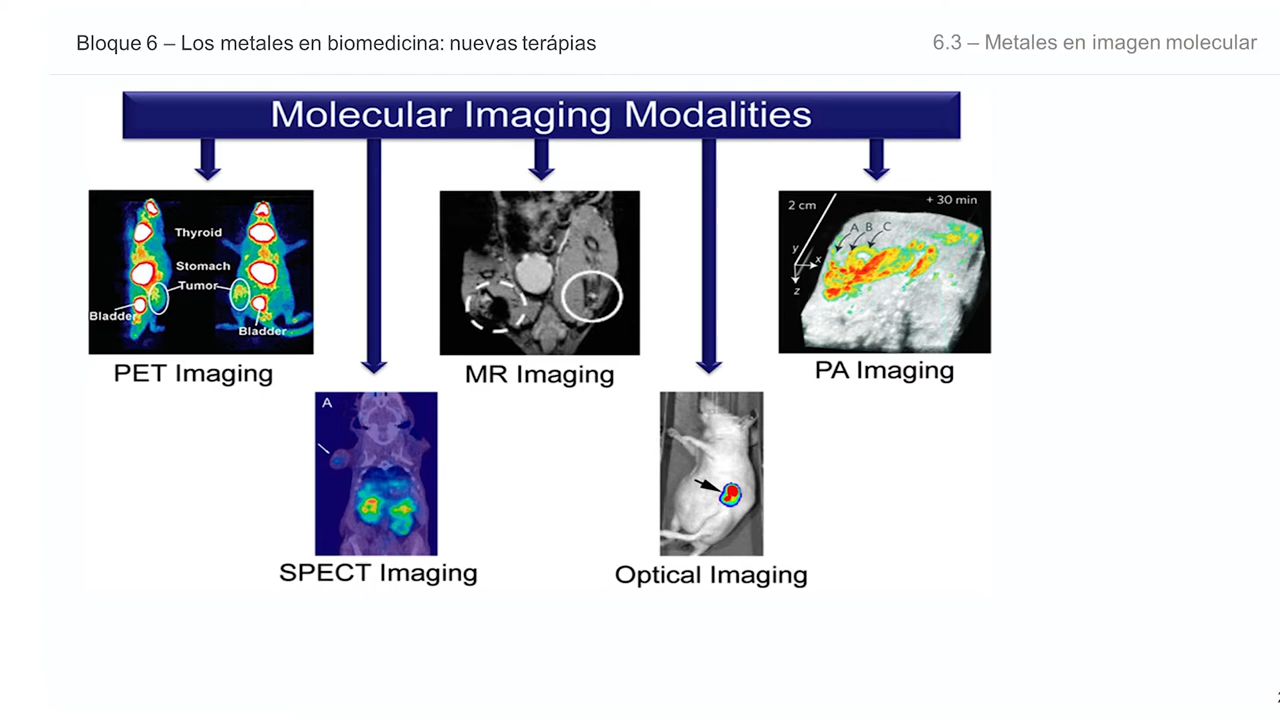 Bloque 6 – Los metales en biomedicina: nuevas terápias
6.3 – Metales en imagen molecular
Molecular Imaging Modalities
Thyroid
Stomach
Tumor
Bladder
Bladder
PET Imaging
MR Imaging
2 cm
+ 30 min
A B C
y
x
z
PA Imaging
A
SPECT Imaging
Optical Imaging